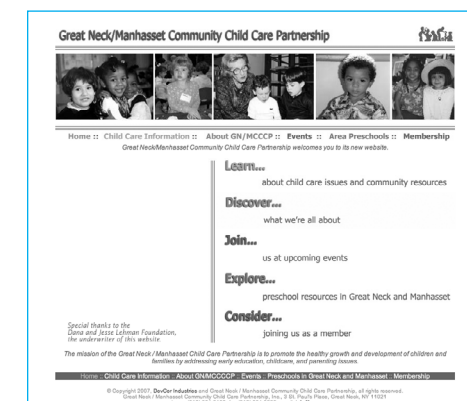 Great Neck/Manhasset Community Child Care Partnership
Home :: Child Care Information :: About GN/MCCCP :: Events :: Area Preschools :: Membership
Great Neck/Manhasset Community Child Care Partnership welcomes you to its new website.
Learn...
about child care issues and community resources
Discover...
what we're all about
Join...
us at upcoming events
Explore...
preschool resources in Great Neck and Manhasset
Consider...
joining us as a member
Special thanks to the
Dana and Jesse Lehman Foundation,
the underwriter of this website.
The mission of the Great Neck / Manhasset Child Care Partnership is to promote the healthy growth and development of children and
families by addressing early education, childcare, and parenting issues.
Home :: Child Care Information :: About GN/MCCCP :: Events :: Preschools in Great Neck and Manhasset :: Membership
© Copyright 2007, DevCor Industries and Great Neck / Manhasset Community Child Care Partnership, all rights reserved.
Great Neck / Manhasset Community Child Care Partnership, Inc., 3 St. Paul's Place, Great Neck, NY 11021